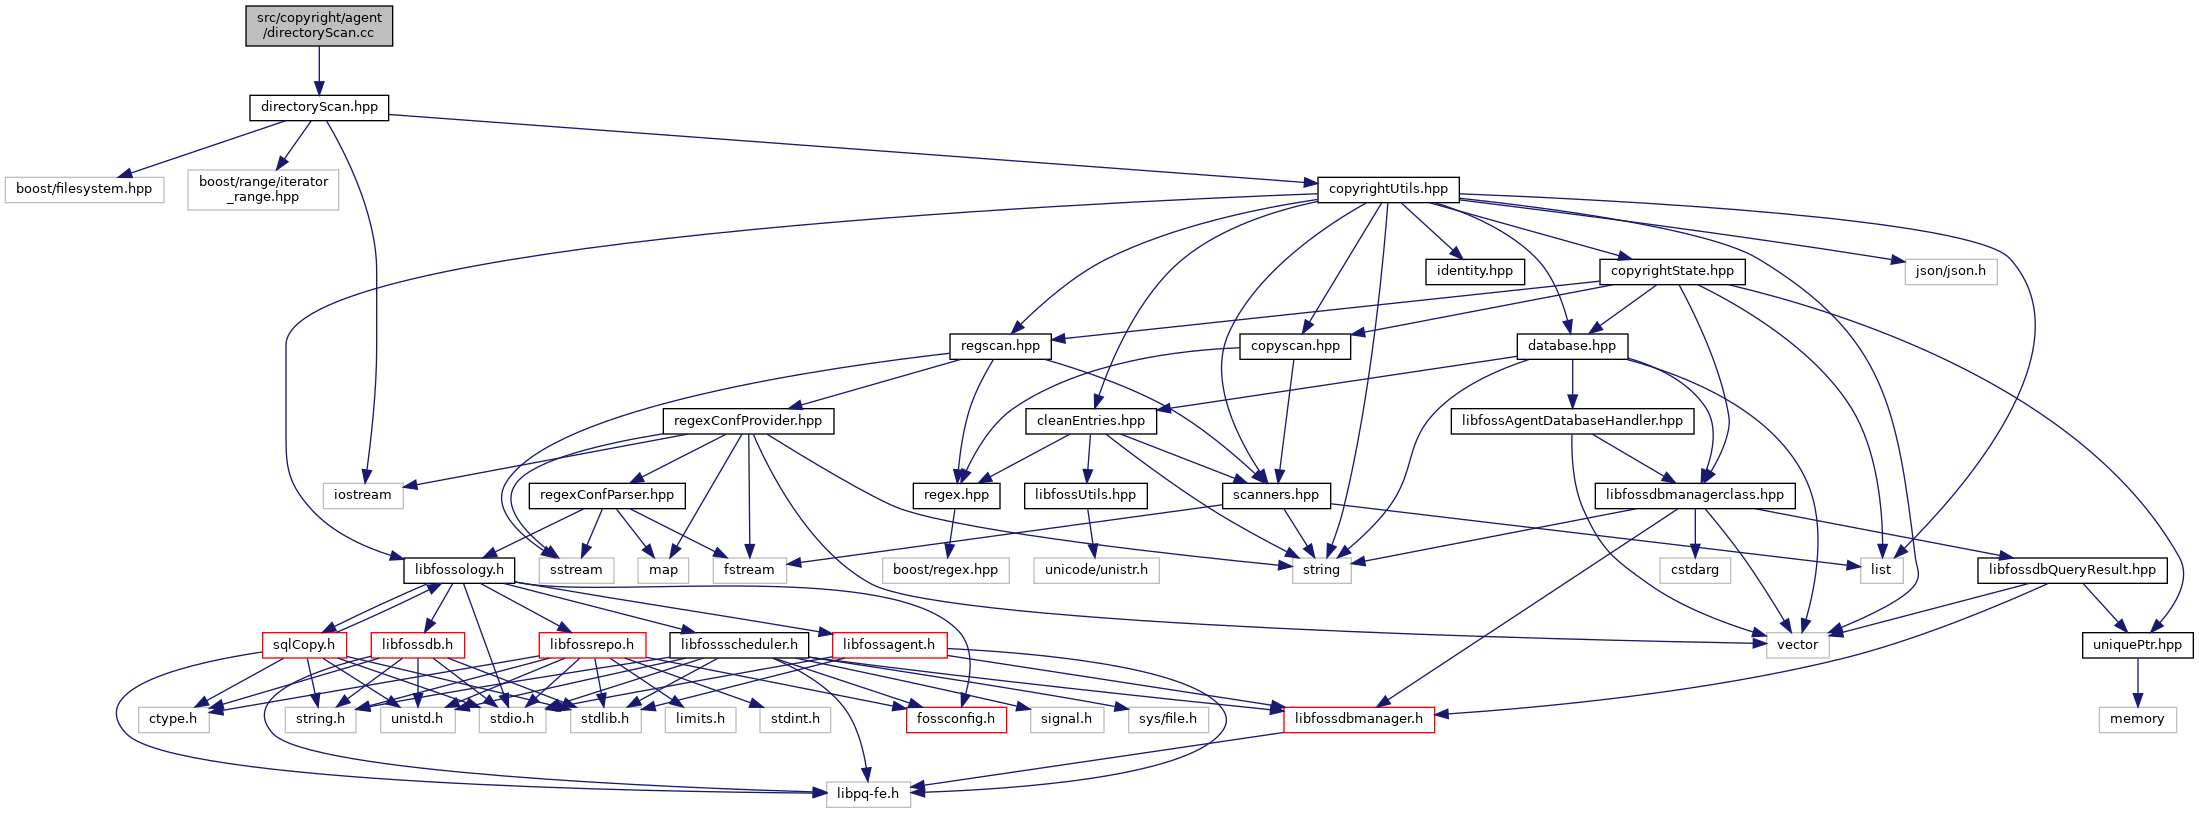 src/copyright/agent
/directoryScan.cc
directoryScan.hpp
boost/filesystem.hpp
boost/range/iterator
_range.hpp
copyrightUtils.hpp
identity.hpp
copyrightState.hpp
json/json.h
regscan.hpp
copyscan.hpp
database.hpp
regexConfProvider.hpp
cleanEntries.hpp
libfossAgentDatabaseHandler.hpp
iostream
regexConfParser.hpp
regex.hpp
libfossUtils.hpp
scanners.hpp
libfossdbmanagerclass.hpp
libfossology.h
sstream
map
fstream
boost/regex.hpp
unicode/unistr.h
string
cstdarg
list
libfossdbQueryResult.hpp
sqlCopy.h
libfossdb.h
libfossrepo.h
libfossscheduler.h
libfossagent.h
vector
uniquePtr.hpp
ctype.h
string.h
unistd.h
stdio.h
stdlib.h
limits.h
stdint.h
fossconfig.h
signal.h
sys/file.h
libfossdbmanager.h
memory
libpq-fe.h